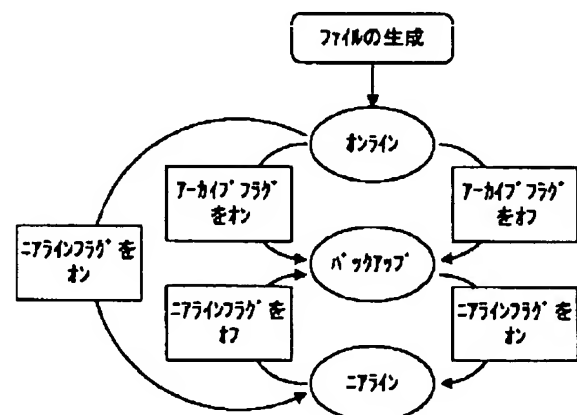 ﾌｧｲﾙの生成
ｵﾝﾗｲﾝ
ｱｰｶｲﾌﾞﾌﾗｸﾞ
をｵﾝ
ｱｰｶｲﾌﾞﾌﾗｸﾞ
をｵﾌ
ﾆｱﾗｲﾝﾌﾗｸﾞを
ｵﾝ
ﾊﾞｯｸｱｯﾌﾟ
ﾆｱﾗｲﾝﾌﾗｸﾞを
ｵﾌ
ﾆｱﾗｲﾝﾌﾗｸﾞを
ｵﾝ
ﾆｱﾗｲﾝ